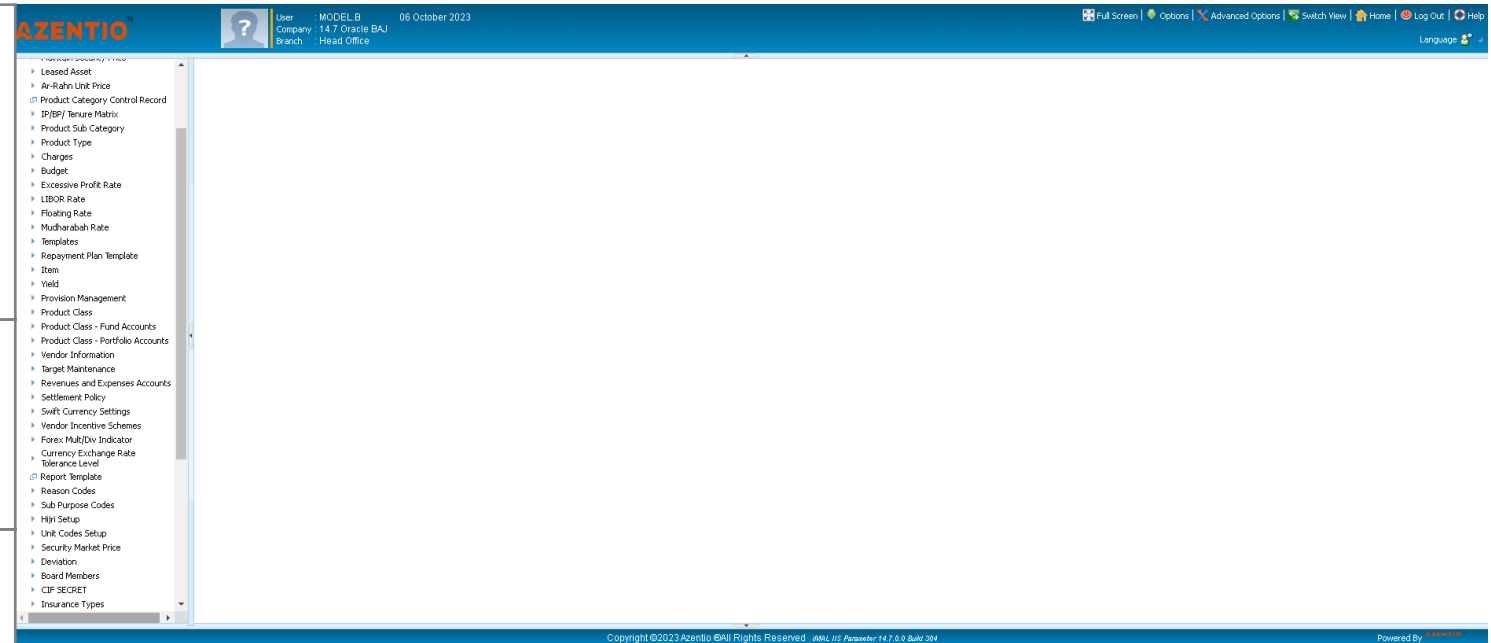 AZENTIO™
User : MODEL.B 06 October 2023
Company : 14.7 Oracle BAJ
Branch : Head Office
Full Screen | Options | Advanced Options | Switch View | Home | Log Out | Help
Language
Maintain Security Price
Leased Asset
Ar-Rahn Unit Price
Product Category Control Record
IP/BP/ Tenure Matrix
Product Sub Category
Product Type
Charges
Budget
Excessive Profit Rate
LIBOR Rate
Floating Rate
Mudharabah Rate
Templates
Repayment Plan Template
Item
Yield
Provision Management
Product Class
Product Class - Fund Accounts
Product Class - Portfolio Accounts
Vendor Information
Target Maintenance
Revenues and Expenses Accounts
Settlement Policy
Swift Currency Settings
Vendor Incentive Schemes
Forex Mult/Div Indicator
Currency Exchange Rate
Tolerance Level
Report Template
Reason Codes
Sub Purpose Codes
Hijri Setup
Unit Codes Setup
Security Market Price
Deviation
Board Members
CIF SECRET
Insurance Types
Copyright ©2023 Azentio ®All Rights Reserved iMAL IIS Parameter 14.7.0.0 Build 304
Powered By AZENTIO